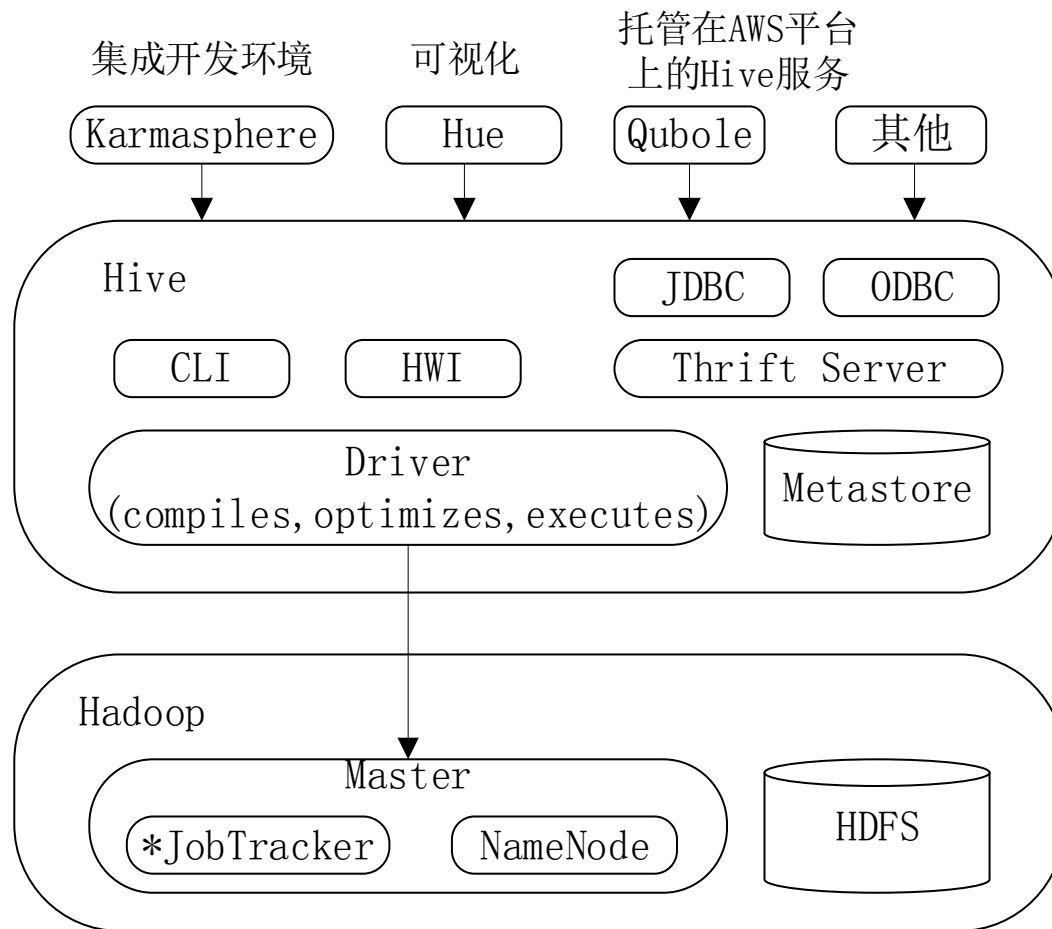 集成开发环境
可视化
托管在AWS平台
上的Hive服务
Karmasphere
Hue
Qubole
其他
Hive
JDBC
ODBC
CLI
HWI
Thrift Server
Driver
(compiles,optimizes,executes)
Metastore
Hadoop
Master
*JobTracker
NameNode
HDFS